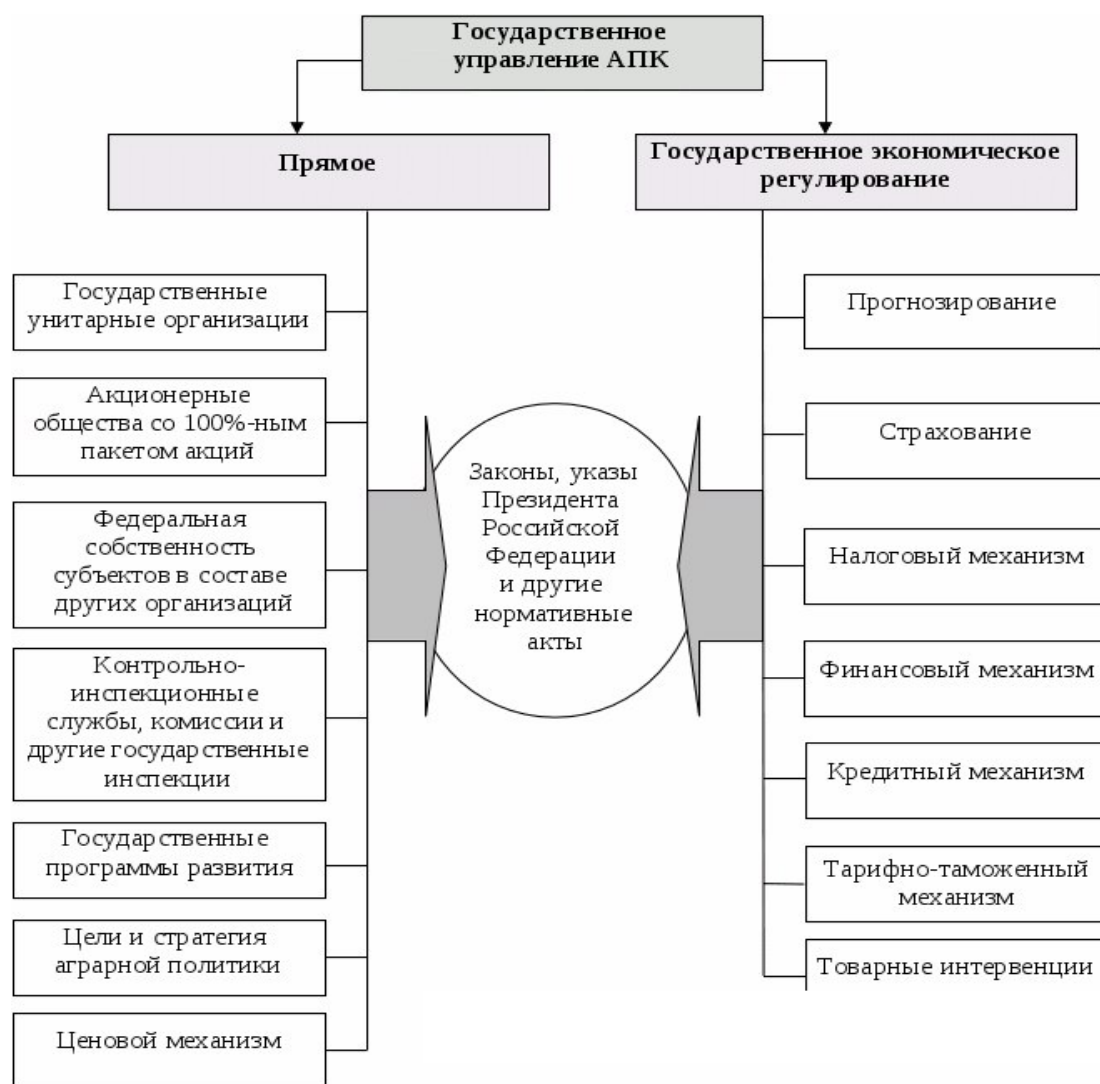 Государственное
управление АПК
Прямое
Государственное экономическое
регулирование
Государственные
унитарные организации
Акционерные
общества со 100%-ным
пакетом акций
Федеральная
собственность
субъектов в составе
других организаций
Контрольно-
инспекционные
службы, комиссии и
другие государственные
инспекции
Государственные
программы развития
Цели и стратегия
аграрной политики
Ценовой механизм
Законы, указы
Президента
Российской
Федерации
и другие
нормативные
акты
Прогнозирование
Страхование
Налоговый механизм
Финансовый механизм
Кредитный механизм
Тарифно-таможенный
механизм
Товарные интервенции